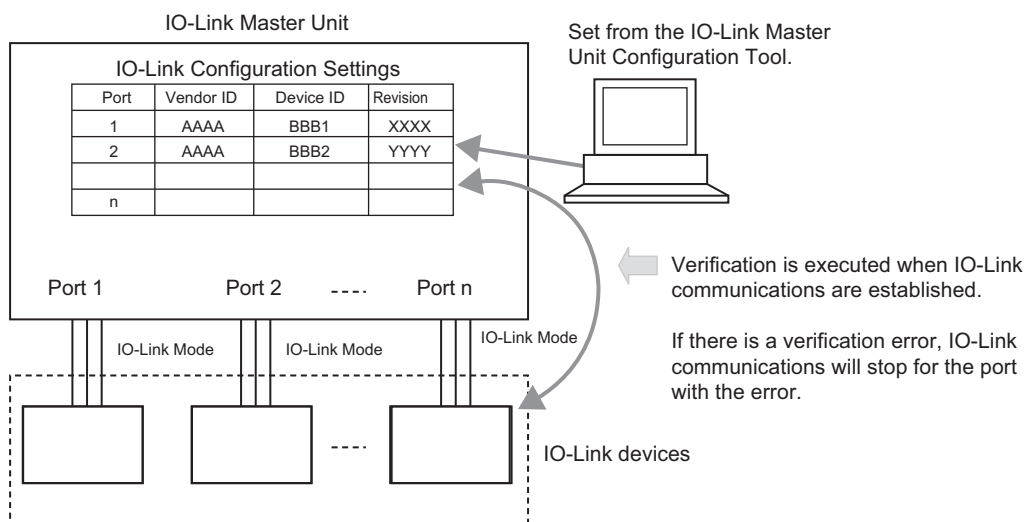 IO-Link Master Unit
Set from the IO-Link Master
Unit Configuration Tool.
IO-Link Configuration Settings
Port Vendor ID Device ID Revision
1 AAAA BBB1 XXXX
2 AAAA BBB2 YYYY
n
Verification is executed when IO-Link
communications are established.
Port 1 Port 2 ---- Port n
If there is a verification error, IO-Link
communications will stop for the port
with the error.
IO-Link Mode IO-Link Mode IO-Link Mode
----
IO-Link devices